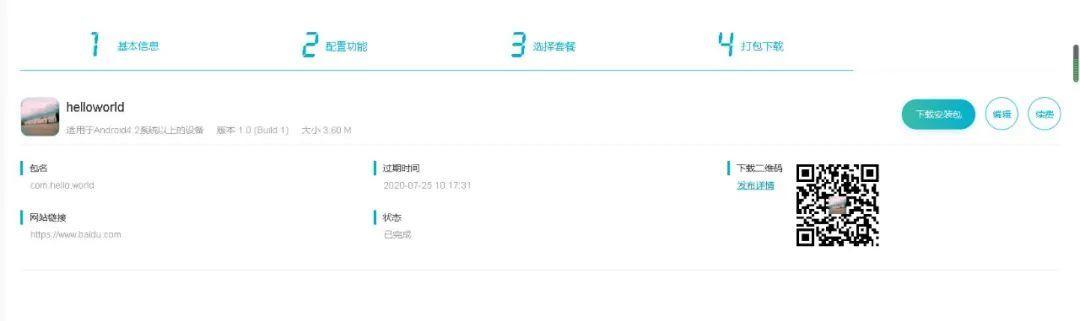 1 基本信息 2 配置功能 3 选择套餐 4 打包下载
helloworld
适用于Android4.2系统以上的设备 版本 1.0 (Build 1) 大小 3.60 M
下载安装包 编辑 续费
包名
com.hello.world
过期时间
2020-07-25 10:17:31
下载二维码
发布详情
网站链接
https://www.baidu.com
状态
已完成